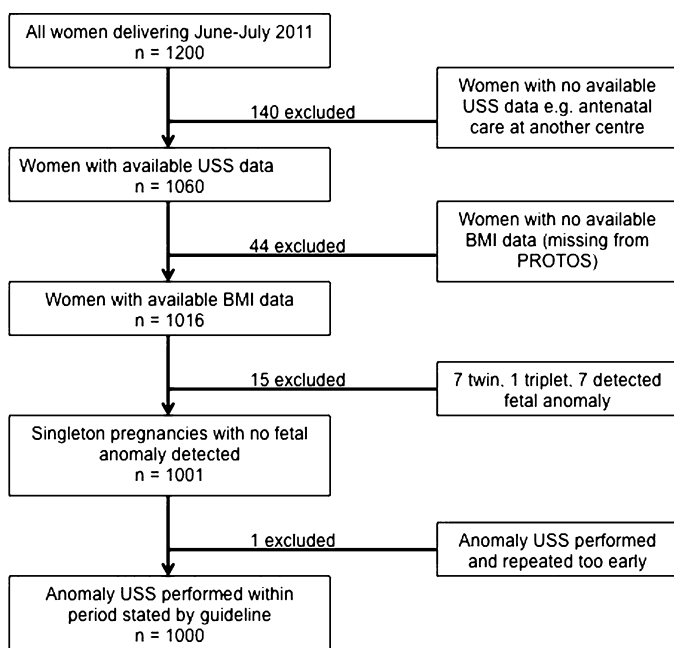 All women delivering June-July 2011
n = 1200
140 excluded
Women with no available
USS data e.g. antenatal
care at another centre
Women with available USS data
n = 1060
44 excluded
Women with no available
BMI data (missing from
PROTOS)
Women with available BMI data
n = 1016
15 excluded
7 twin, 1 triplet, 7 detected
fetal anomaly
Singleton pregnancies with no fetal
anomaly detected
n = 1001
1 excluded
Anomaly USS performed
and repeated too early
Anomaly USS performed within
period stated by guideline
n = 1000